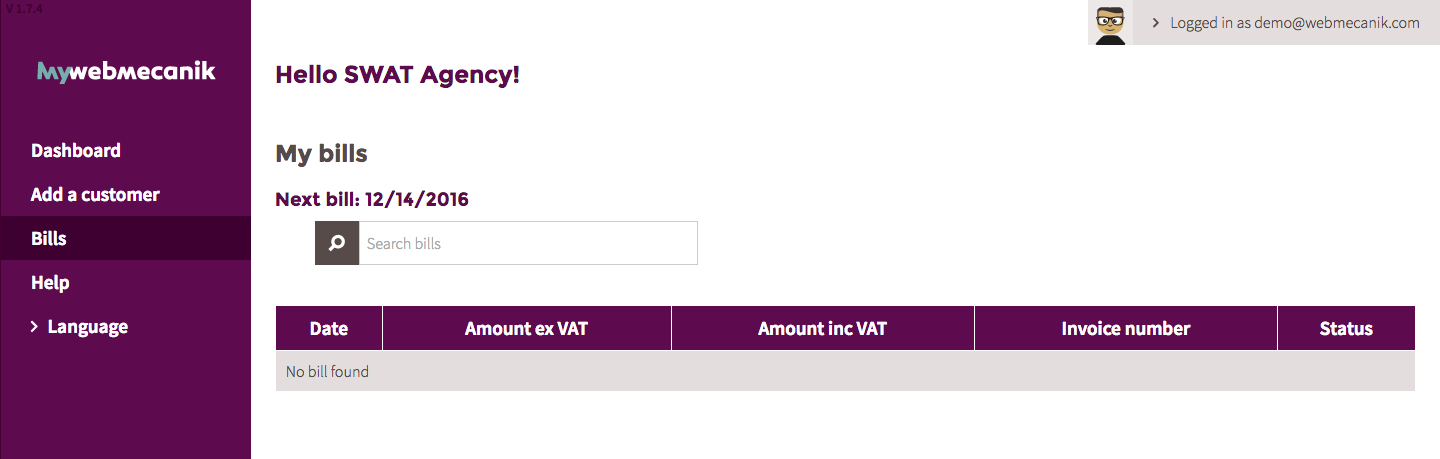 V 1.7.4
Logged in as demo@webmecanik.com
Mywebmecanik
Hello SWAT Agency!
Dashboard
Add a customer
Bills
Help
Language
My bills
Next bill: 12/14/2016
Search bills
Date Amount ex VAT Amount inc VAT Invoice number Status
No bill found